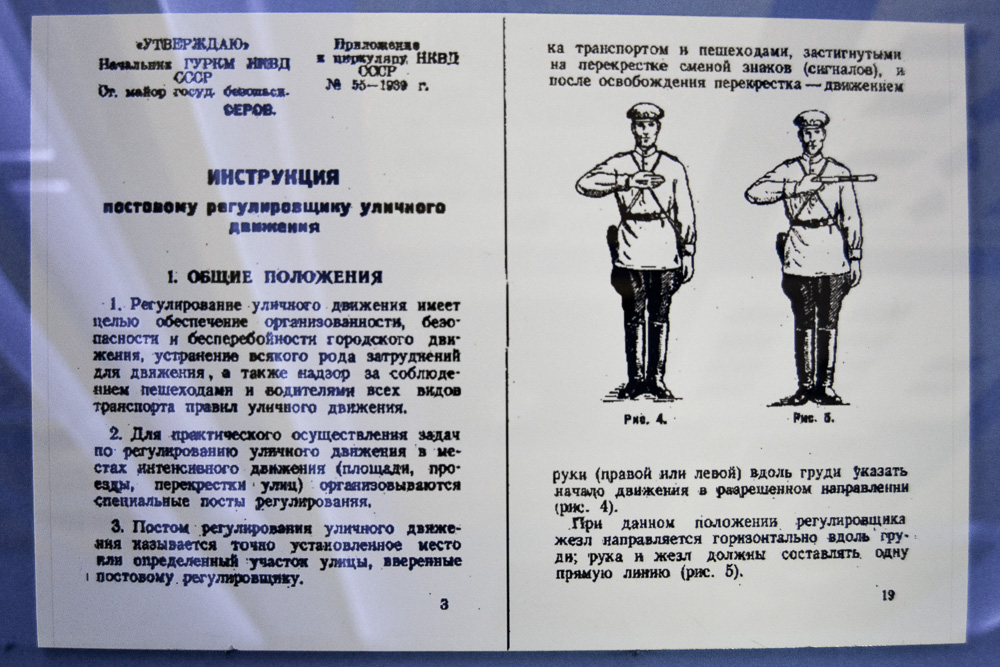 «УТВЕРЖДАЮ»
Начальник ГУРКМ НКВД
СССР
Ст. майор госуд. безопасн.
СЕРОВ.
Приложение
к циркуляру НКВД
СССР
№ 55—1939 г.
ИНСТРУКЦИЯ
постовому регулировщику уличного
движения
1. ОБЩИЕ ПОЛОЖЕНИЯ
1. Регулирование уличного движения имеет
целью обеспечение организованности, безо-
пасности и бесперебойности городского дви-
жения, устранение всякого рода затруднений
для движения, а также надзор за соблюде-
нием пешеходами и водителями всех видов
транспорта правил уличного движения.
2. Для практического осуществления задач
по регулированию уличного движения в ме-
стах интенсивного движения (площади, про-
езды, перекрестки улиц) организовываются
специальные посты регулирования.
3. Постом регулирования уличного движе-
ния называется точно установленное место
или определенный участок улицы, вверенные
постовому регулировщику.
3
ка транспортом и пешеходами, застигнутыми
на перекрестке сменой знаков (сигналов), и
после освобождения перекрестка — движением
Рис. 4.
Рис. 5.
руки (правой или левой) вдоль груди указать
начало движения в разрешенном направлении
(рис. 4).
При данном положении регулировщика
жезл направляется горизонтально вдоль гру-
ди; рука и жезл должны составлять одну
прямую линию (рис. 5).
19